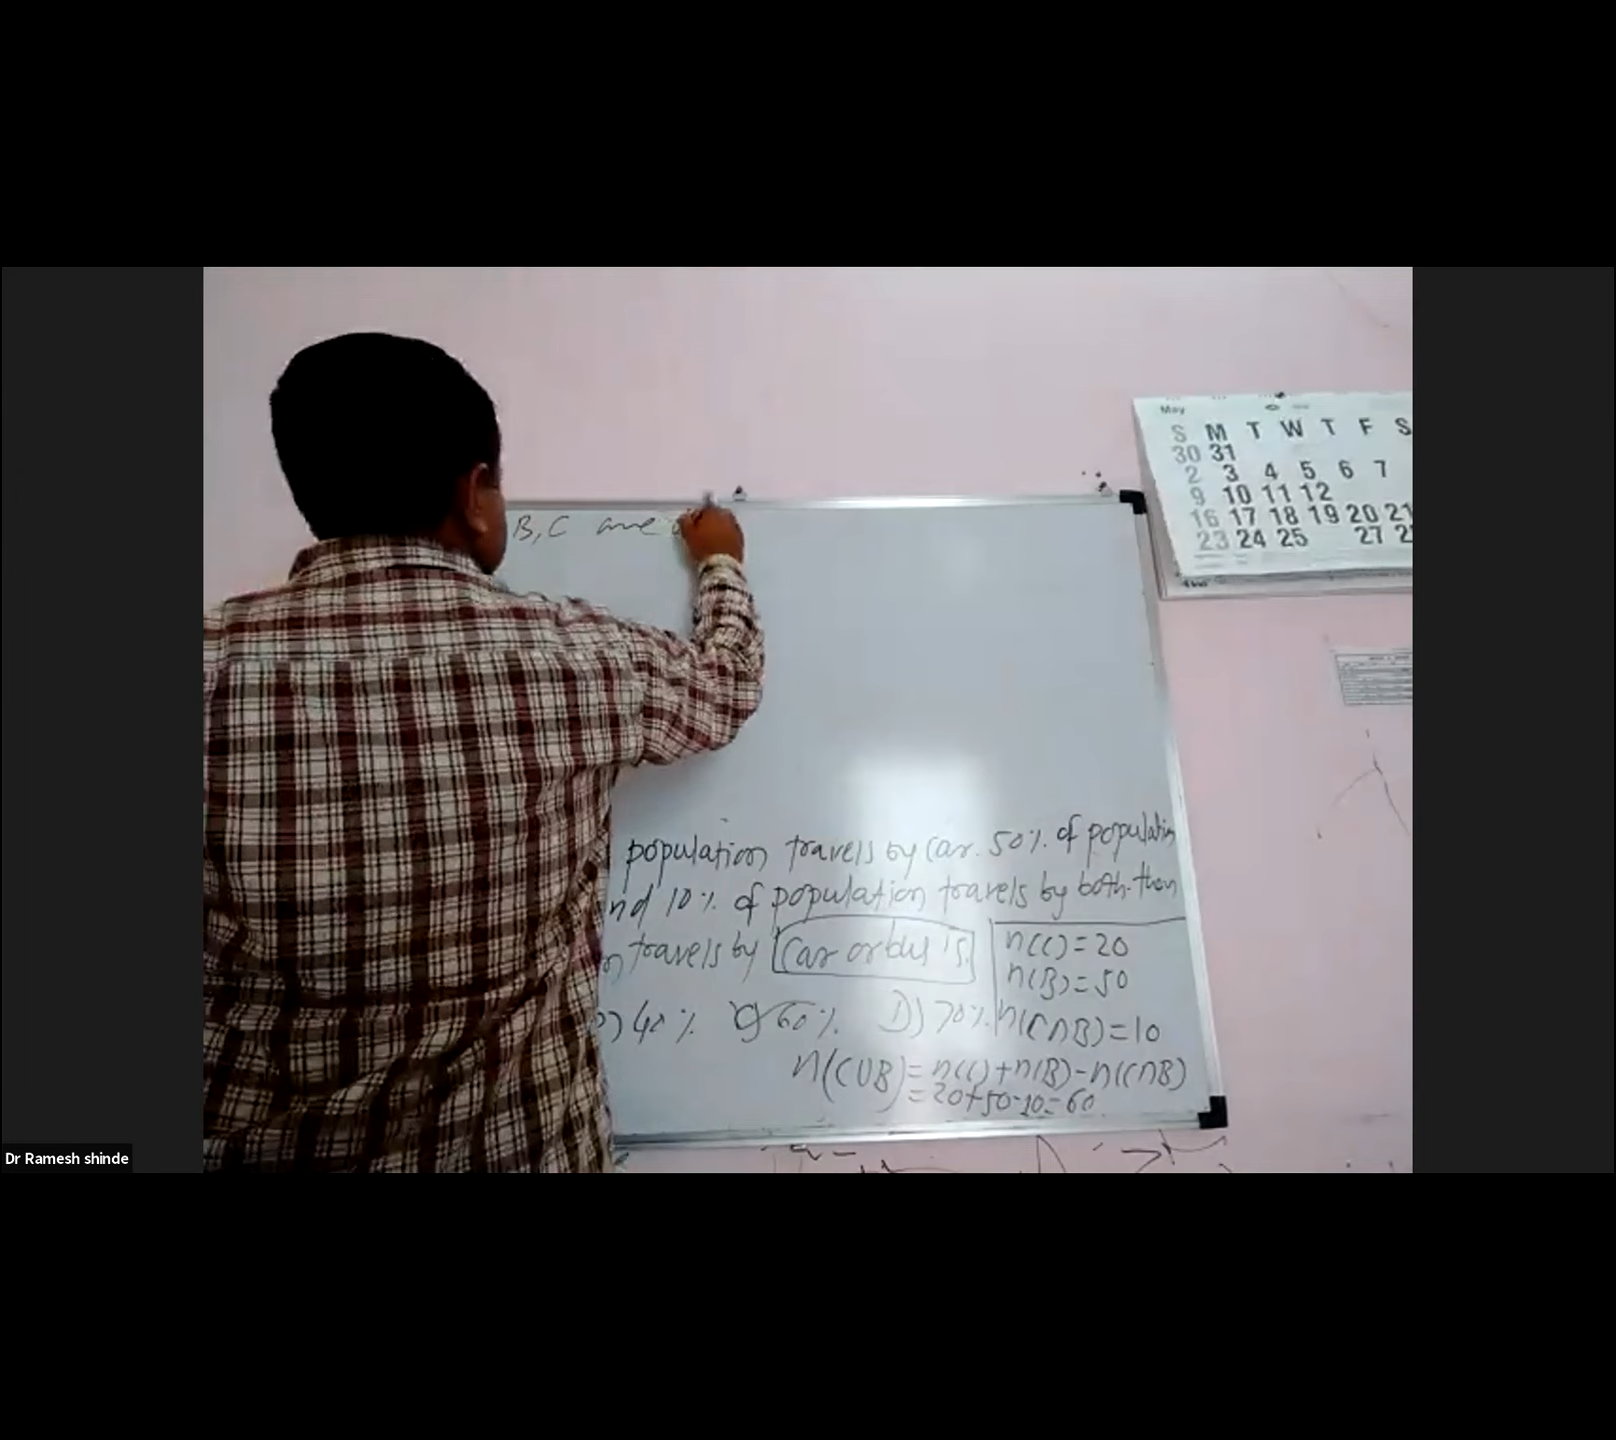 May
S M T W T F S
30 31
2 3 4 5 6 7
9 10 11 12
16 17 18 19 20 21
23 24 25 27
B, C are
population travels by Car. 50% of population
nd 10% of population travels by both. then
n travels by Car or bus is
n(C)=20
n(B)=50
) 40% C) 60% D) 70% n(C∩B)=10
n(C∪B)=n(C)+n(B)-n(C∩B)
=20+50-10=60
Dr Ramesh shinde